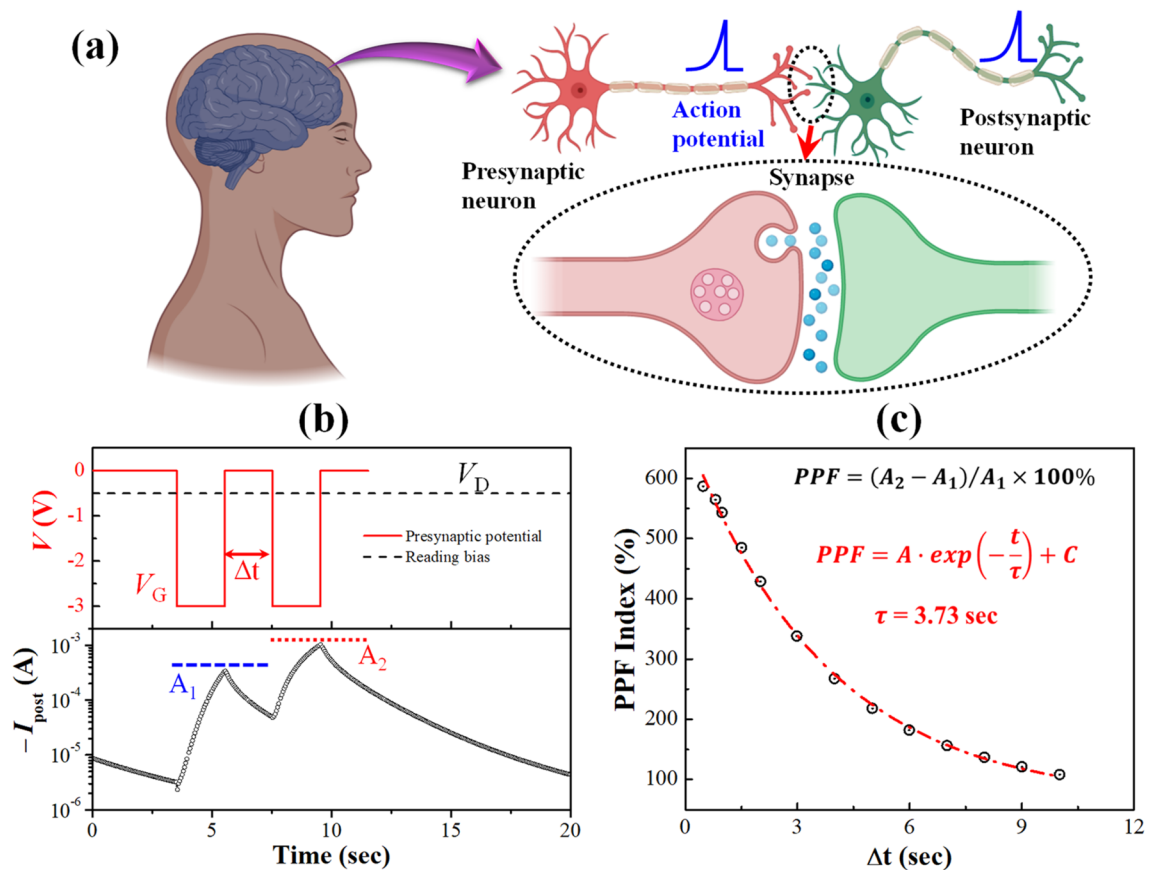 (a)
Action
potential
Presynaptic
neuron
Postsynaptic
neuron
Synapse
(b)
0
-1
-2
-3
V (V)
V_D
V_G
Δt
Presynaptic potential
Reading bias
10^-3
10^-4
10^-5
10^-6
− I_post (A)
A_1
A_2
0 5 10 15 20
Time (sec)
(c)
600
500
400
300
200
100
PPF Index (%)
PPF = (A_2 − A_1)/A_1 × 100%
PPF = A · exp(−t/τ) + C
τ = 3.73 sec
0 3 6 9 12
Δt (sec)